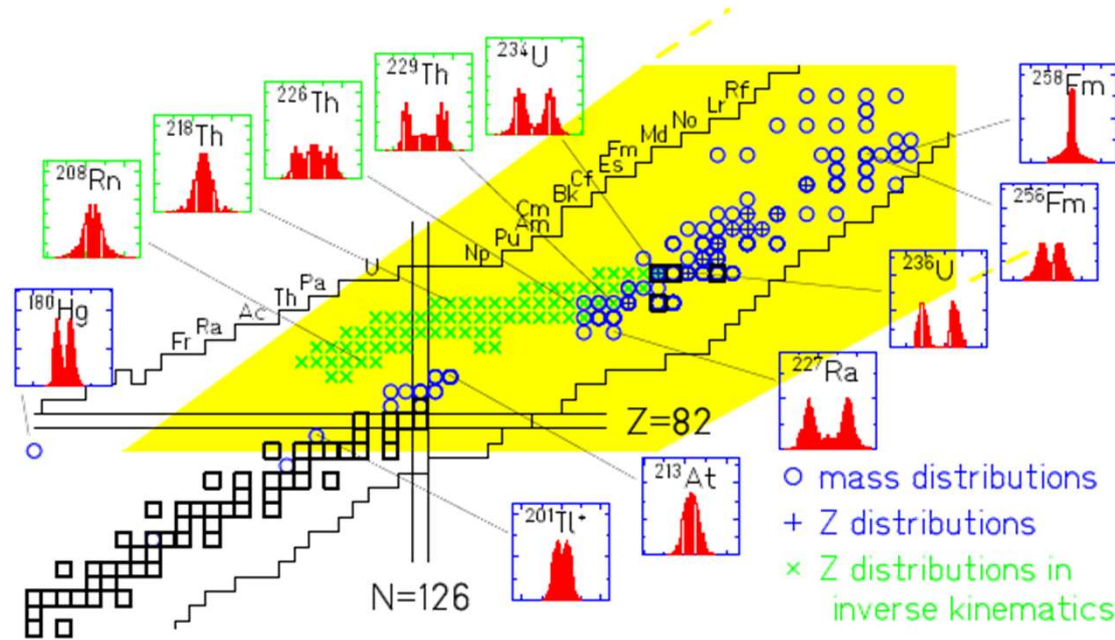 ²³⁴U
²²⁹Th
²²⁶Th
²¹⁸Th
²⁰⁸Rn
¹⁸⁰Hg
²⁵⁸Fm
²⁵⁶Fm
²³⁶U
²²⁷Ra
²¹³At
²⁰¹Tl⁺
Rf
Lr
No
Md
Fm
Es
Cf
Bk
Cm
Am
Pu
Np
U
Pa
Th
Ac
Ra
Fr
Z=82
N=126
mass distributions
Z distributions
Z distributions in
inverse kinematics